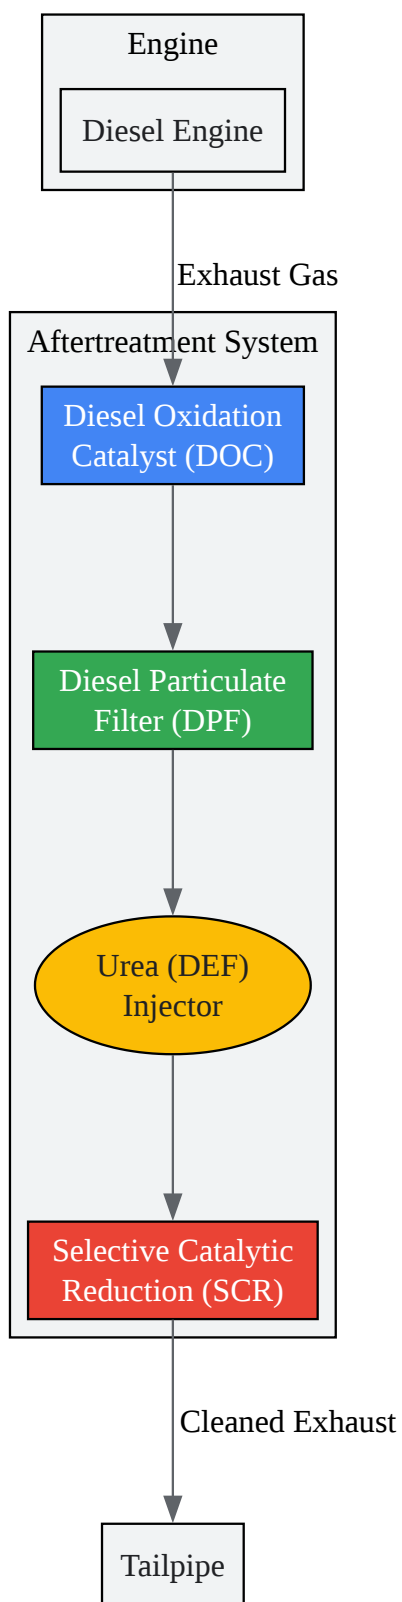 Engine
Diesel Engine
Exhaust Gas
Aftertreatment System
Diesel Oxidation
Catalyst (DOC)
Diesel Particulate
Filter (DPF)
Urea (DEF)
Injector
Selective Catalytic
Reduction (SCR)
Cleaned Exhaust
Tailpipe